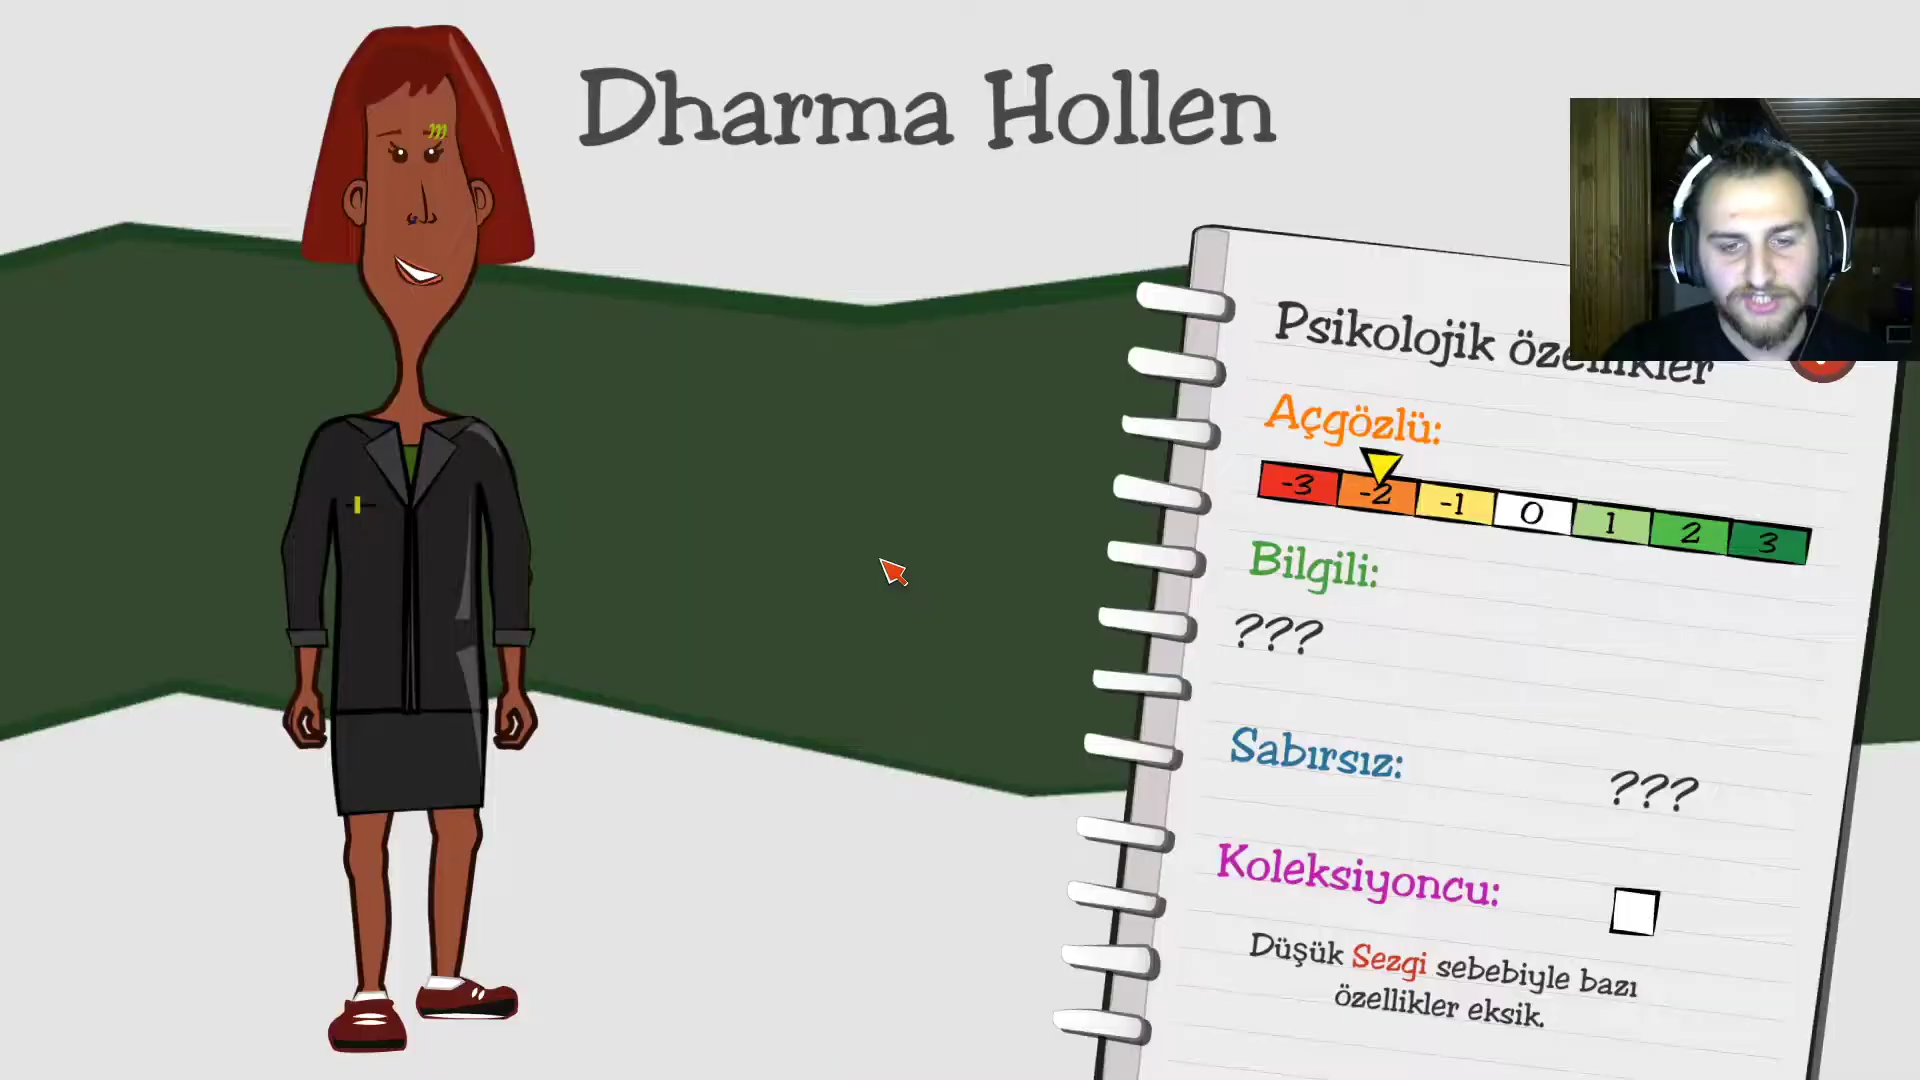 Dharma Hollen
Psikolojik özellikler
Açgözlü:
-3 -2 -1 0 1 2 3
Bilgili:
???
Sabırsız:
???
Koleksiyoncu:
Düşük Sezgi sebebiyle bazı
özellikler eksik.